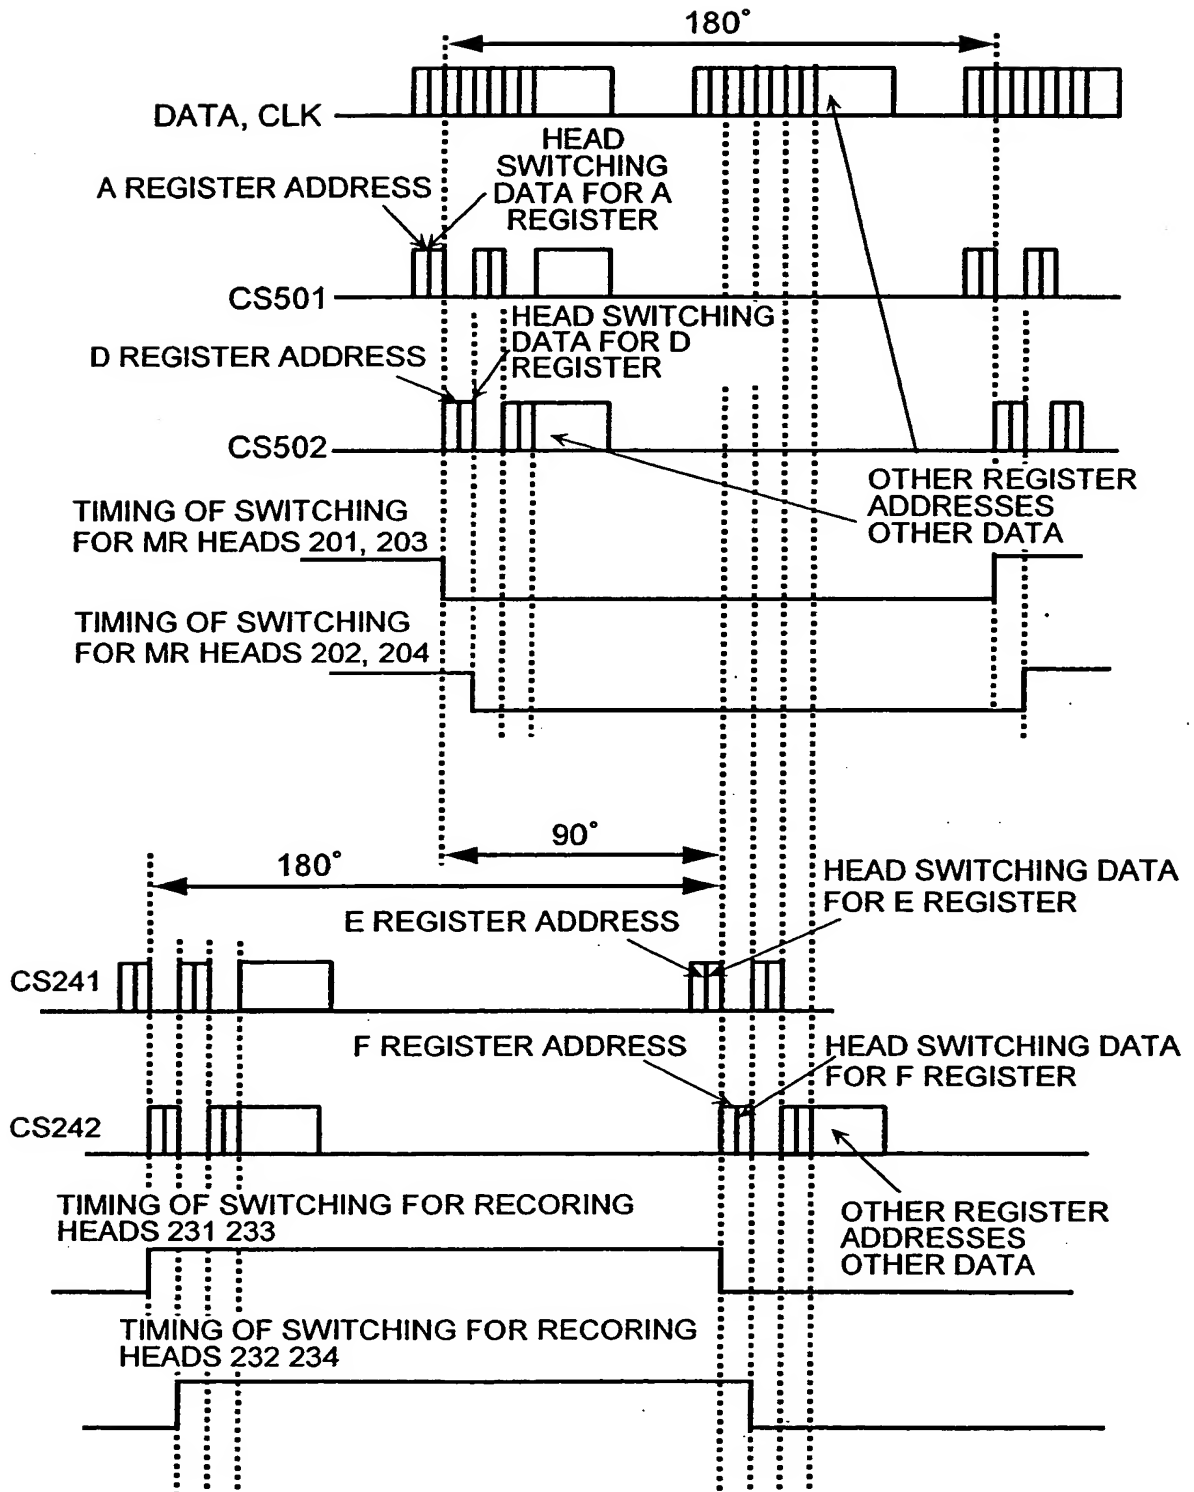 180°
DATA, CLK
HEAD
SWITCHING
DATA FOR A
REGISTER
A REGISTER ADDRESS
CS501
HEAD SWITCHING
DATA FOR D
REGISTER
D REGISTER ADDRESS
CS502
OTHER REGISTER
ADDRESSES
OTHER DATA
TIMING OF SWITCHING
FOR MR HEADS 201, 203
TIMING OF SWITCHING
FOR MR HEADS 202, 204
90°
180°
HEAD SWITCHING DATA
FOR E REGISTER
E REGISTER ADDRESS
CS241
F REGISTER ADDRESS
HEAD SWITCHING DATA
FOR F REGISTER
CS242
TIMING OF SWITCHING FOR RECORING
HEADS 231 233
OTHER REGISTER
ADDRESSES
OTHER DATA
TIMING OF SWITCHING FOR RECORING
HEADS 232 234